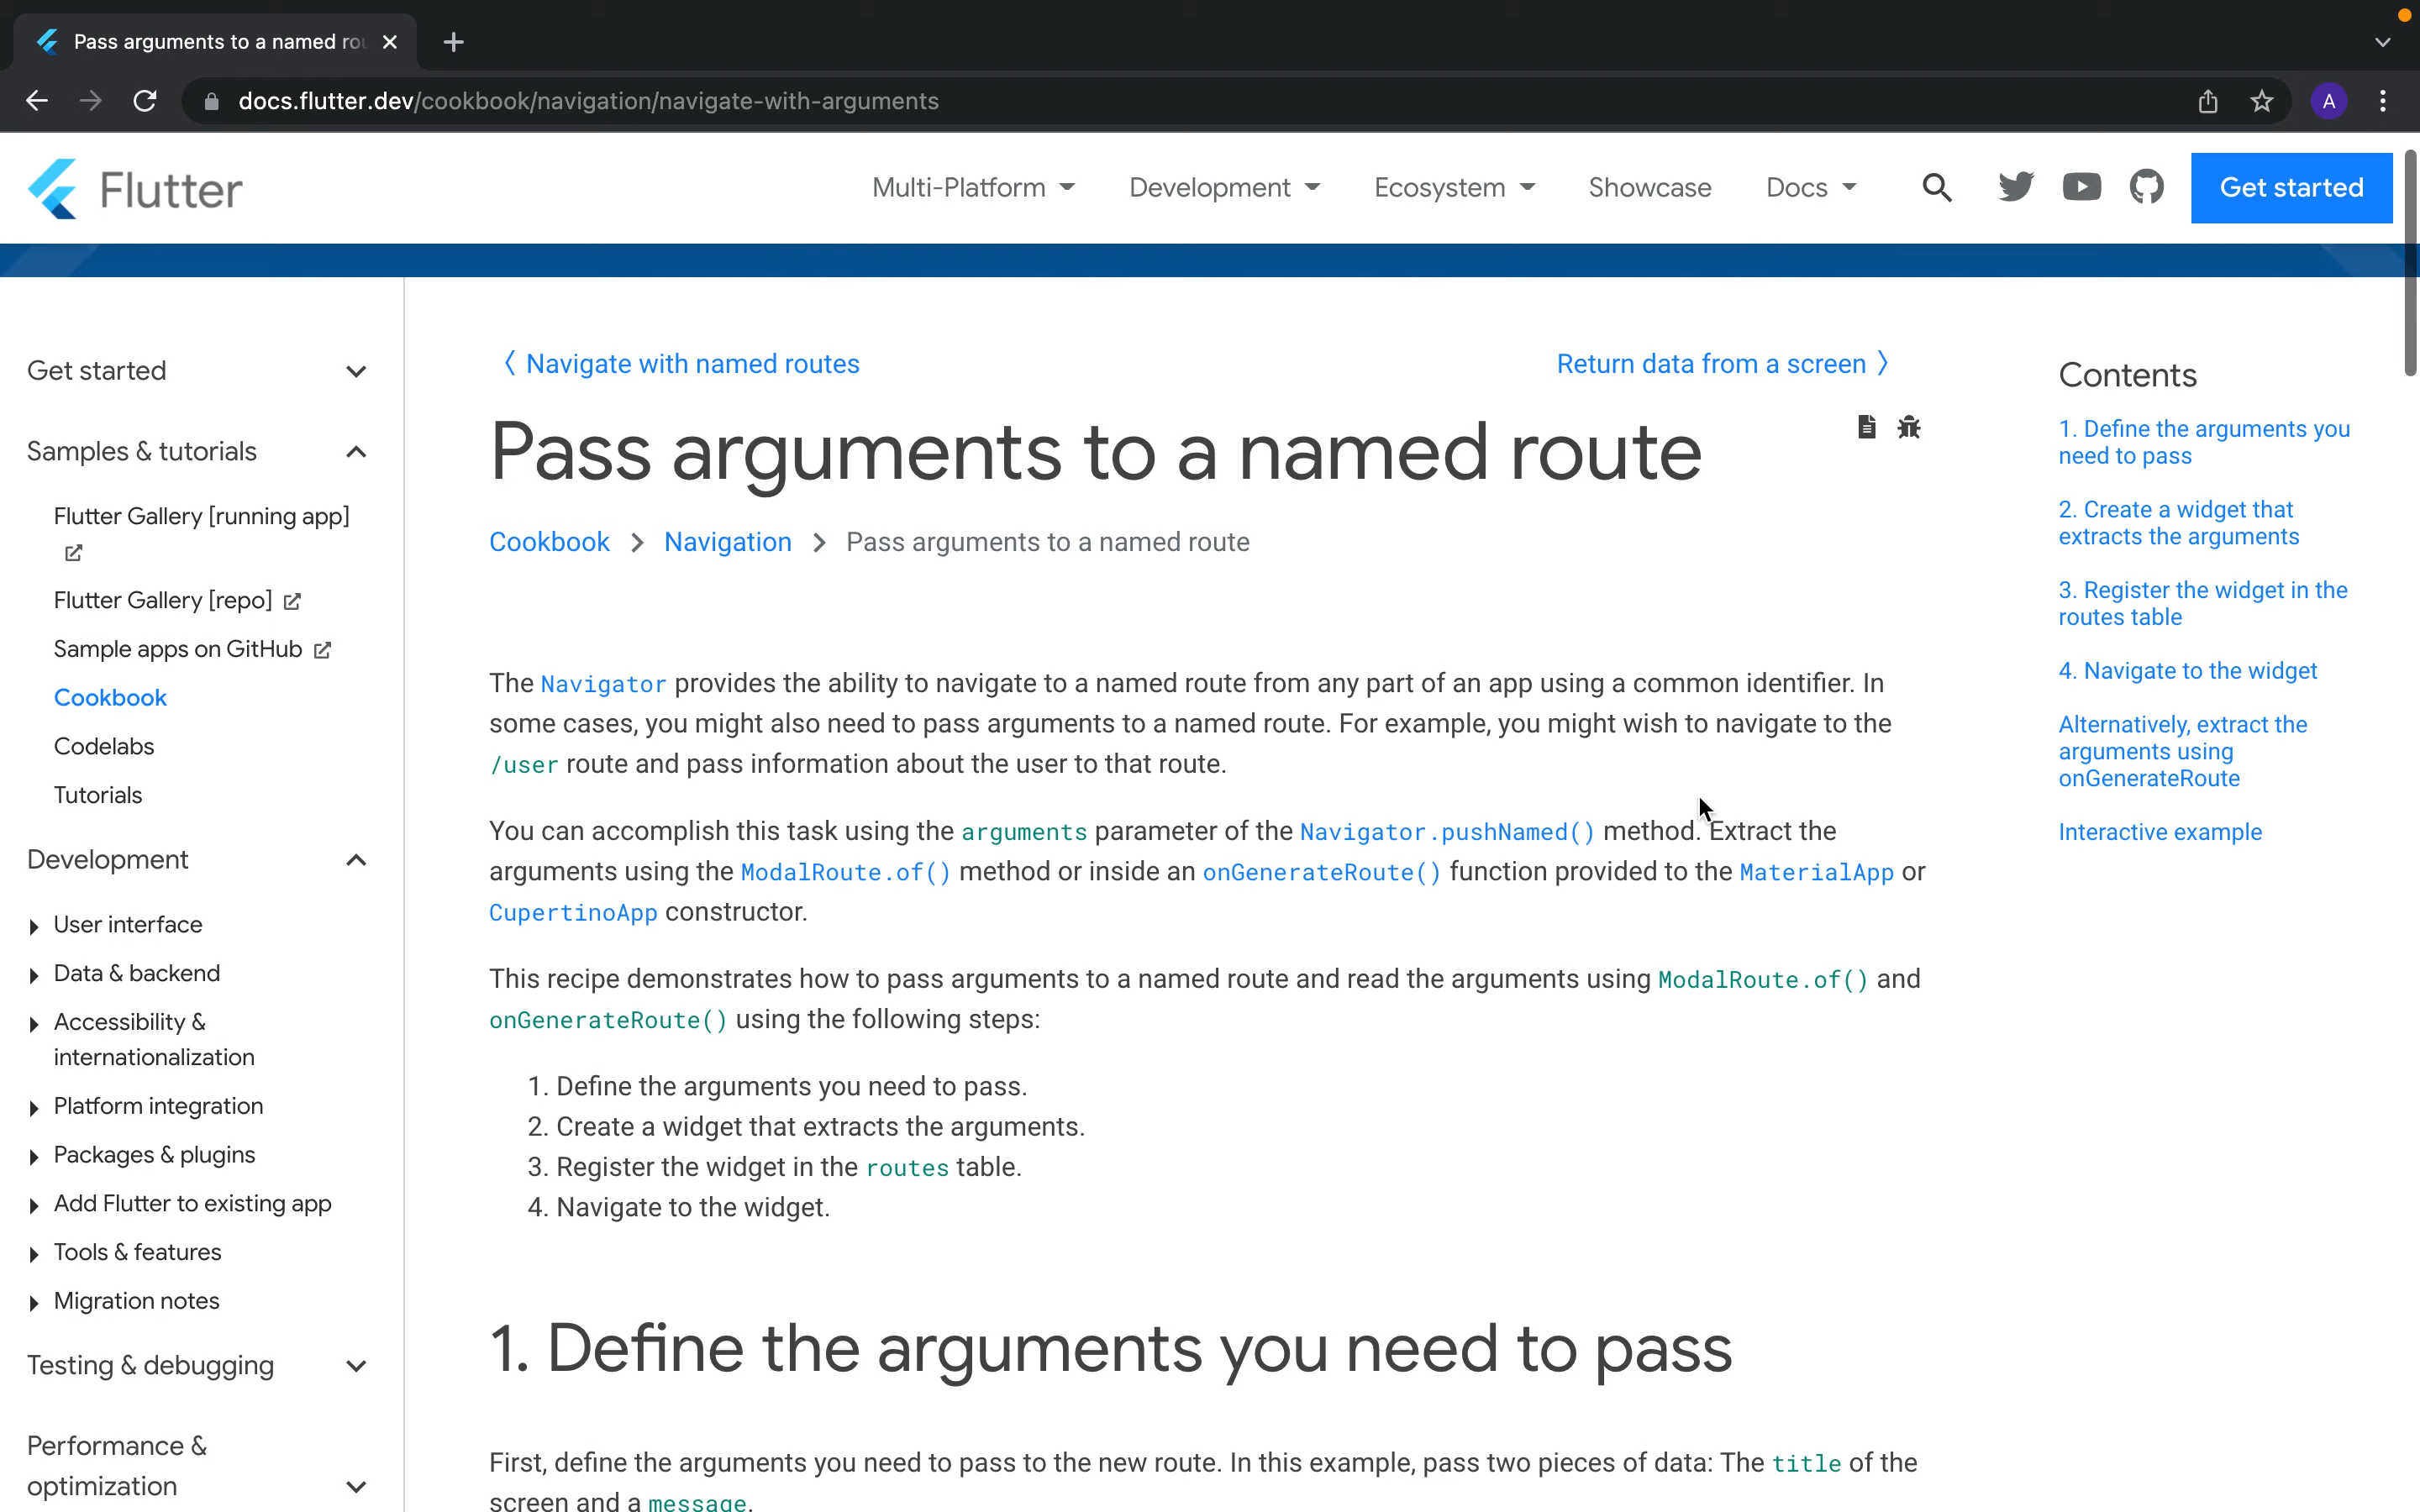 Pass arguments to a named rou
docs.flutter.dev/cookbook/navigation/navigate-with-arguments
A
Flutter
Multi-Platform
Development
Ecosystem
Showcase
Docs
Get started
Get started
Samples & tutorials
Flutter Gallery [running app]
Flutter Gallery [repo]
Sample apps on GitHub
Cookbook
Codelabs
Tutorials
Development
User interface
Data & backend
Accessibility &
internationalization
Platform integration
Packages & plugins
Add Flutter to existing app
Tools & features
Migration notes
Testing & debugging
Performance &
optimization
〈 Navigate with named routes
Return data from a screen 〉
Pass arguments to a named route
Cookbook > Navigation > Pass arguments to a named route
The Navigator provides the ability to navigate to a named route from any part of an app using a common identifier. In
some cases, you might also need to pass arguments to a named route. For example, you might wish to navigate to the
/user route and pass information about the user to that route.
You can accomplish this task using the arguments parameter of the Navigator.pushNamed() method. Extract the
arguments using the ModalRoute.of() method or inside an onGenerateRoute() function provided to the MaterialApp or
CupertinoApp constructor.
This recipe demonstrates how to pass arguments to a named route and read the arguments using ModalRoute.of() and
onGenerateRoute() using the following steps:
1. Define the arguments you need to pass.
2. Create a widget that extracts the arguments.
3. Register the widget in the routes table.
4. Navigate to the widget.
1. Define the arguments you need to pass
First, define the arguments you need to pass to the new route. In this example, pass two pieces of data: The title of the
screen and a message.
Contents
1. Define the arguments you
need to pass
2. Create a widget that
extracts the arguments
3. Register the widget in the
routes table
4. Navigate to the widget
Alternatively, extract the
arguments using
onGenerateRoute
Interactive example